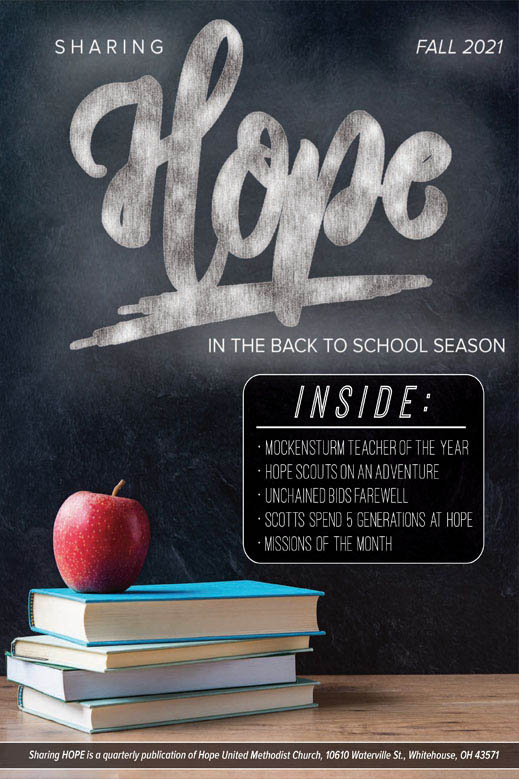 SHARING
FALL 2021
Hope
IN THE BACK TO SCHOOL SEASON
INSIDE:
· MOCKENSTURM TEACHER OF THE YEAR
· HOPE SCOUTS ON AN ADVENTURE
· UNCHAINED BIDS FAREWELL
· SCOTTS SPEND 5 GENERATIONS AT HOPE
· MISSIONS OF THE MONTH
Sharing HOPE is a quarterly publication of Hope United Methodist Church, 10610 Waterville St., Whitehouse, OH 43571